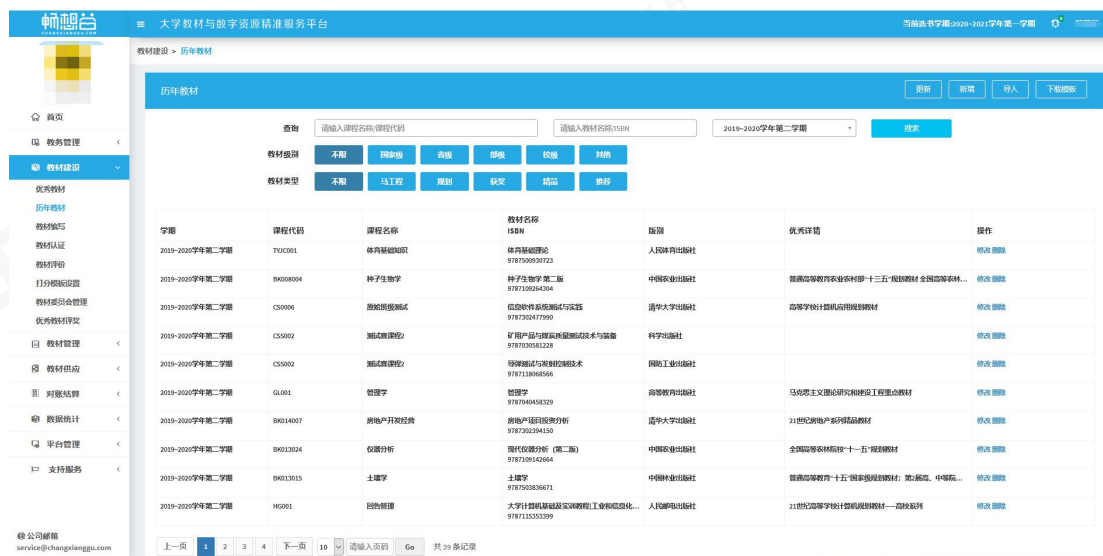 畅想谷
CHANGXIANGGU.COM
大学教材与数字资源精准服务平台
当前选书学期:2020-2021学年第一学期
教材建设 > 历年教材
首页
教务管理
教材建设
优秀教材
历年教材
教材编写
教材认证
教材评价
打分模板设置
教材委员会管理
优秀教材评奖
教材管理
教材供应
对账结算
数据统计
平台管理
支持服务
@ 公司邮箱
service@changxianggu.com
历年教材 更新 新增 导入 下载模板
查询 请输入课程名称/课程代码 请输入教材名称/ISBN 2019-2020学年第二学期 搜索
教材级别 不限 国家级 省级 部级 校级 其他
教材类型 不限 马工程 规划 获奖 精品 推荐
学期 课程代码 课程名称 教材名称 ISBN 版别 优秀详情 操作
2019-2020学年第二学期 TYJC001 体育基础知识 体育基础理论 9787500930723 人民体育出版社 修改 删除
2019-2020学年第二学期 BK008004 种子生物学 种子生物学 第二版 9787109264304 中国农业出版社 普通高等教育农业农村部"十三五"规划教材 全国高等农林... 修改 删除
2019-2020学年第二学期 CS0006 原始班级测试 信息软件系统测试与实践 9787302477990 清华大学出版社 高等学校计算机应用规划教材 修改 删除
2019-2020学年第二学期 CSS002 测试赛课程2 矿用产品与煤炭质量测试技术与装备 9787030581228 科学出版社 修改 删除
2019-2020学年第二学期 CSS002 测试赛课程2 导弹测试与发射控制技术 9787118068566 国防工业出版社 修改 删除
2019-2020学年第二学期 GL001 管理学 管理学 9787040458329 高等教育出版社 马克思主义理论研究和建设工程重点教材 修改 删除
2019-2020学年第二学期 BK014007 房地产开发经营 房地产项目投资分析 9787302394150 清华大学出版社 21世纪房地产系列精品教材 修改 删除
2019-2020学年第二学期 BK013024 仪器分析 现代仪器分析 (第二版) 9787109142664 中国农业出版社 全国高等农林院校"十一五"规划教材 修改 删除
2019-2020学年第二学期 BK013015 土壤学 土壤学 9787503836671 中国林业出版社 普通高等教育"十五"国家级规划教材；第2届高、中等院... 修改 删除
2019-2020学年第二学期 HG001 回告管理 大学计算机基础及实训教程(工业和信息化... 9787115353399 人民邮电出版社 21世纪高等学校计算机规划教材——高校系列 修改 删除
上一页 1 2 3 4 下一页 10 请输入页码 Go 共 39 条记录